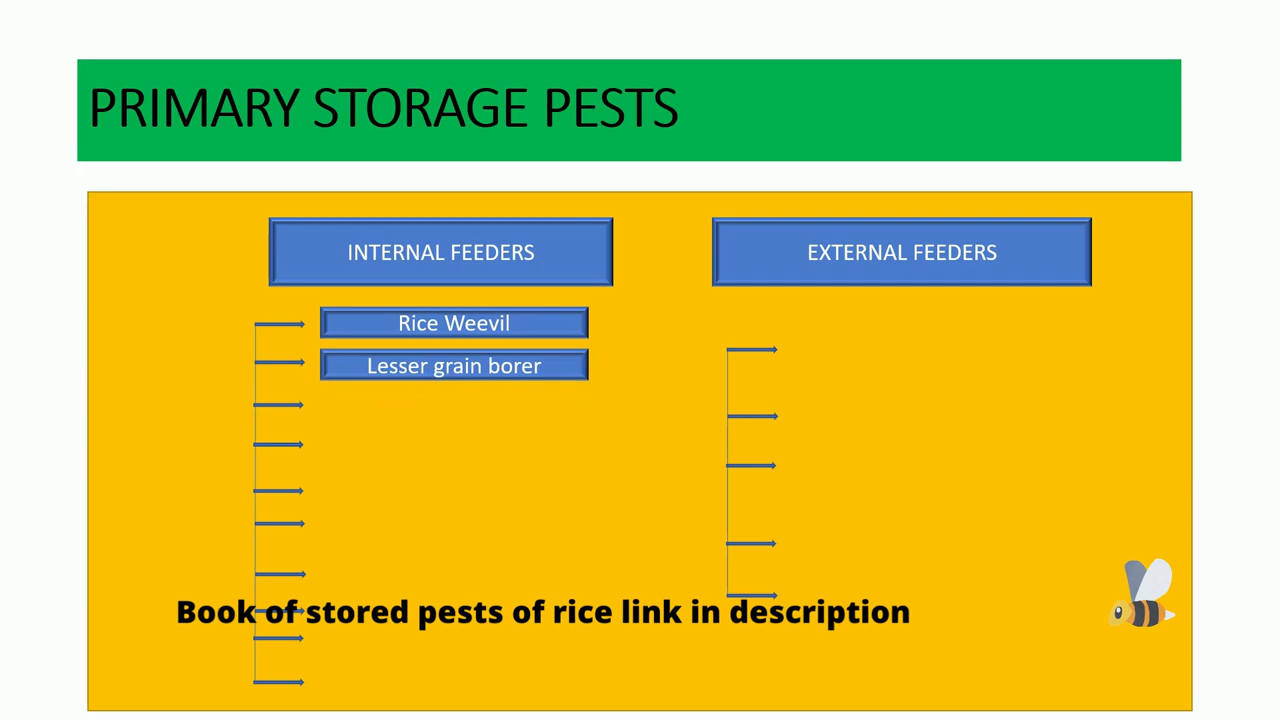 PRIMARY STORAGE PESTS
INTERNAL FEEDERS
EXTERNAL FEEDERS
Rice Weevil
Lesser grain borer
Book of stored pests of rice link in description